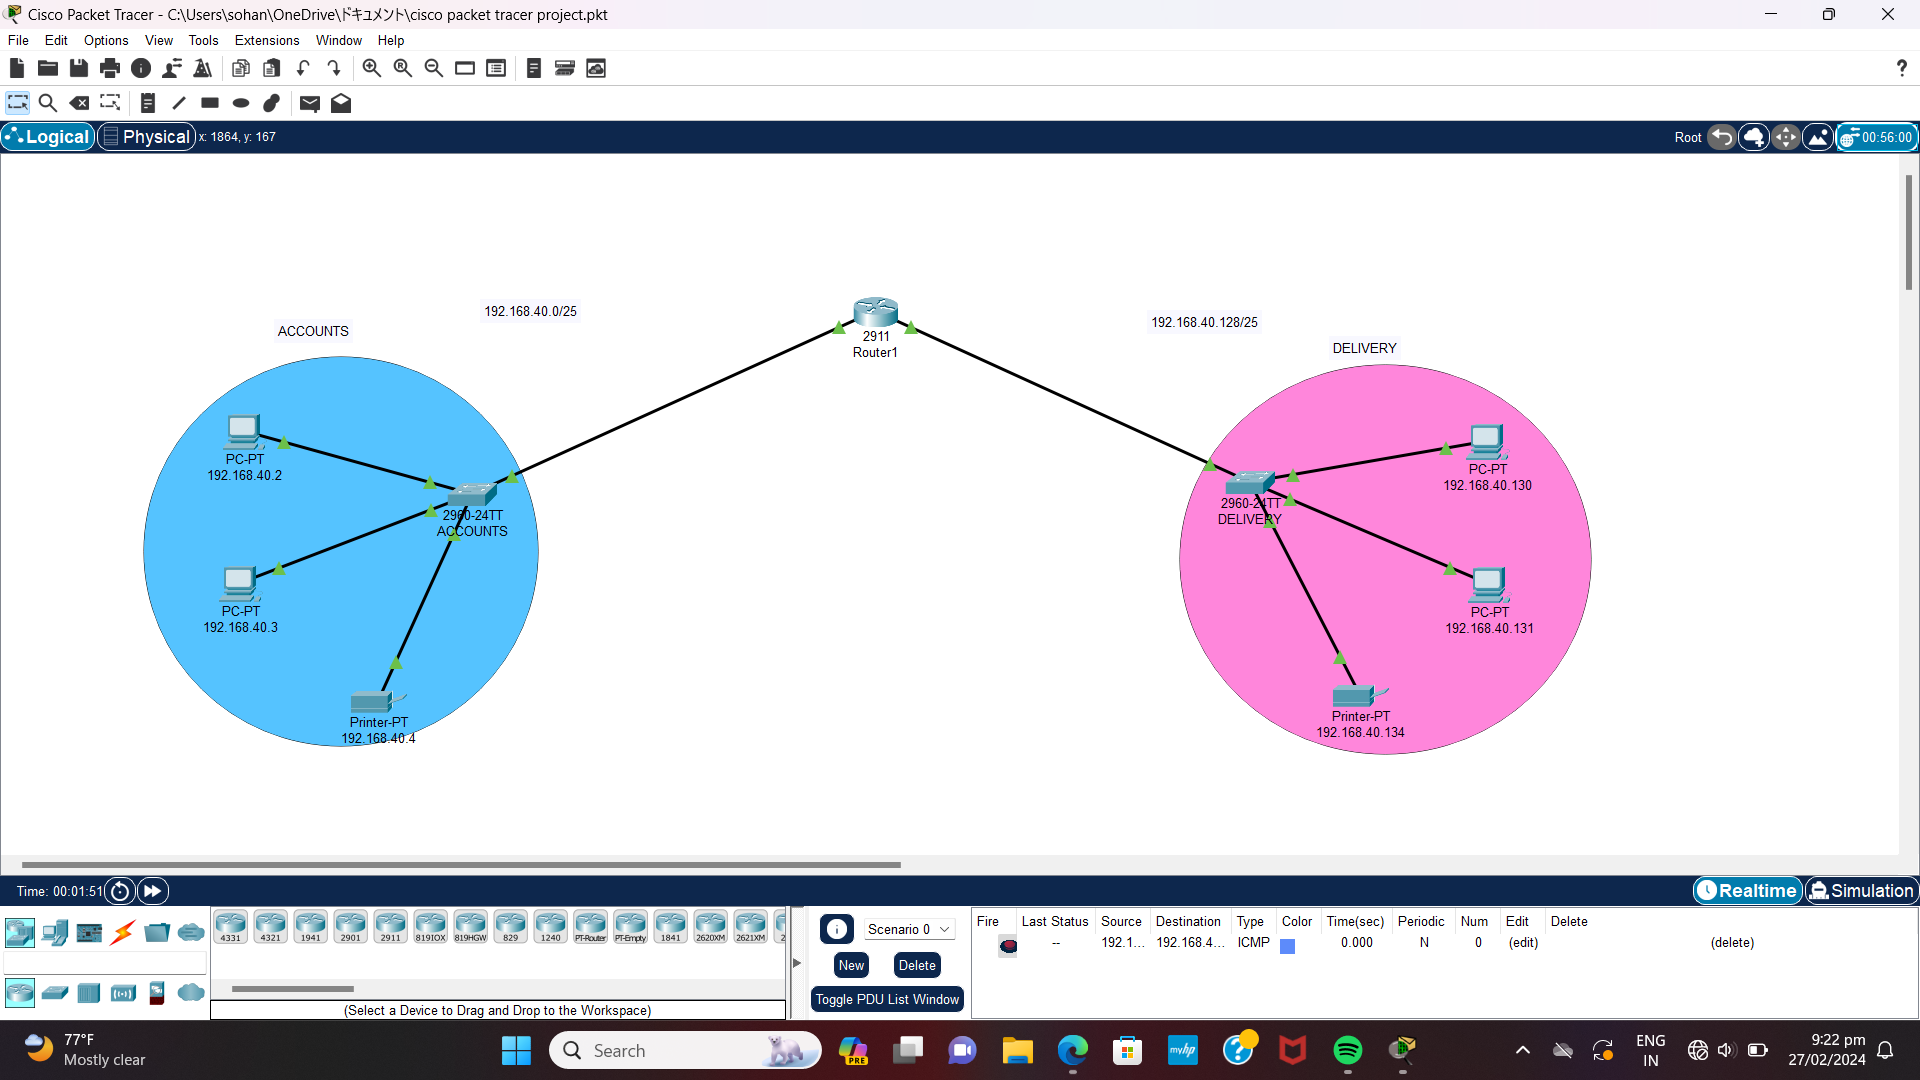 Cisco Packet Tracer - C:\Users\sohan\OneDrive\ドキュメント\cisco packet tracer project.pkt
File Edit Options View Tools Extensions Window Help
?
Logical Physical x: 1864, y: 167
Root 00:56:00
192.168.40.0/25
192.168.40.128/25
ACCOUNTS
DELIVERY
2911
Router1
PC-PT
192.168.40.2
2960-24TT
ACCOUNTS
PC-PT
192.168.40.3
Printer-PT
192.168.40.4
PC-PT
192.168.40.130
2960-24TT
DELIVERY
PC-PT
192.168.40.131
Printer-PT
192.168.40.134
Time: 00:01:51
Realtime Simulation
4331 4321 1941 2901 2911 819IOX 819HGW 829 1240 PT-Router PT-Empty 1841 2620XM 2621XM 2
(Select a Device to Drag and Drop to the Workspace)
Scenario 0
New Delete
Toggle PDU List Window
Fire Last Status Source Destination Type Color Time(sec) Periodic Num Edit Delete
-- 192.1... 192.168.4... ICMP 0.000 N 0 (edit) (delete)
77°F
Mostly clear
Search
PRE
myhp
?
ENG
IN
9:22 pm
27/02/2024